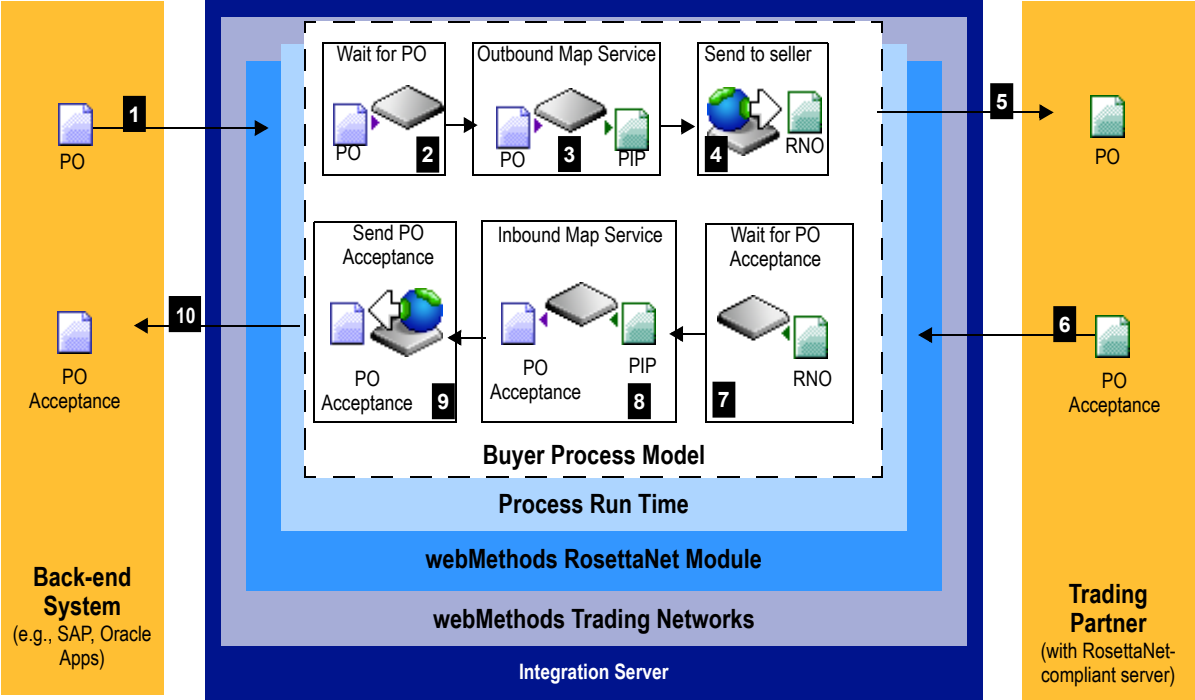 Wait for PO
PO
2
Outbound Map Service
PO
3
PIP
Send to seller
4
RNO
1
PO
5
PO
Send PO
Acceptance
PO
Acceptance
9
Inbound Map Service
PO
Acceptance
PIP
8
Wait for PO
Acceptance
7
RNO
10
PO
Acceptance
6
PO
Acceptance
Buyer Process Model
Process Run Time
webMethods RosettaNet Module
webMethods Trading Networks
Integration Server
Back-end
System
(e.g., SAP, Oracle
Apps)
Trading
Partner
(with RosettaNet-
compliant server)